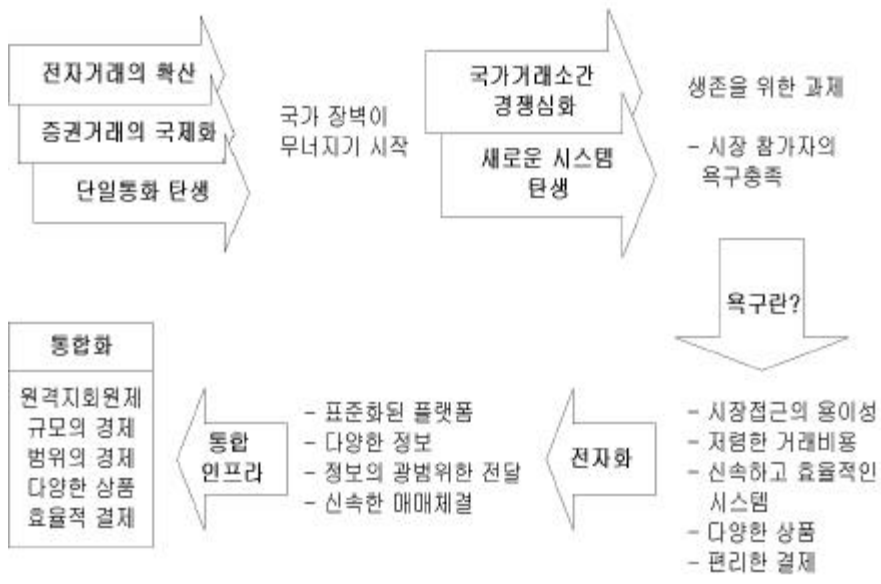 전자거래의 확산
증권거래의 국제화
단일통화 탄생
국가 장벽이
무너지기 시작
국가거래소간
경쟁심화
새로운 시스템
탄생
생존을 위한 과제
- 시장 참가자의
욕구충족
욕구란?
- 시장접근의 용이성
- 저렴한 거래비용
- 신속하고 효율적인
시스템
- 다양한 상품
- 편리한 결제
전자화
- 표준화된 플랫폼
- 다양한 정보
- 정보의 광범위한 전달
- 신속한 매매체결
통합
인프라
통합화
원격지회원제
규모의 경제
범위의 경제
다양한 상품
효율적 결제